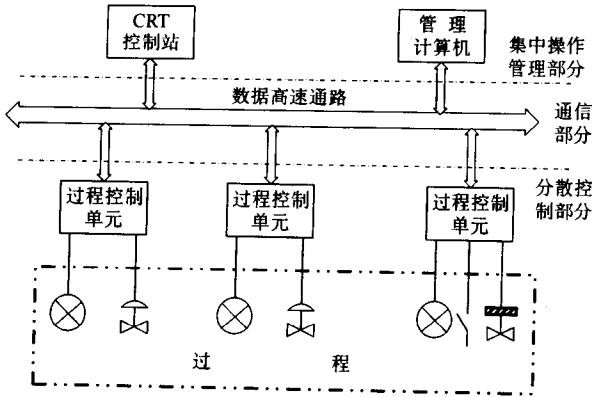 CRT
控制站
管理
计算机
集中操作
管理部分
数据高速通路
通信
部分
过程控制
单元
过程控制
单元
过程控制
单元
分散控
制部分
过程